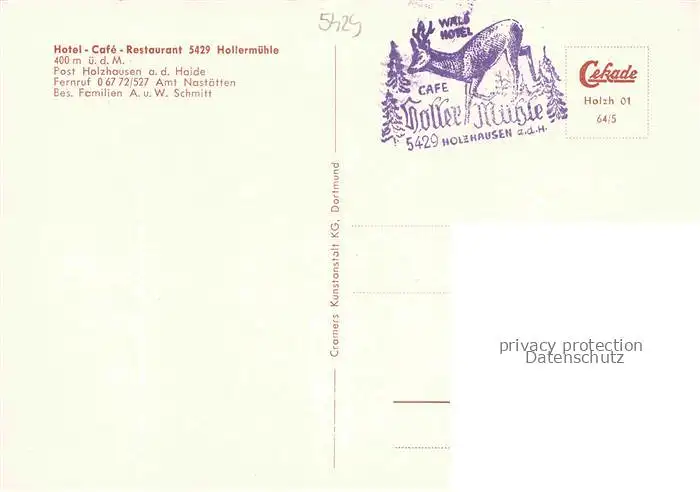 5429
Hotel - Café - Restaurant 5429 Hollermühle
400 m ü. d. M.
Post Holzhausen a. d. Haide
Fernruf 0 67 72/527 Amt Nastätten
Bes. Familien A. u. W. Schmitt
WALD
HOTEL
CAFE
Holler Mühle
5429 HOLZHAUSEN a.d.H.
Cekade
Holzh 01
64/5
Cramers Kunstanstalt KG, Dortmund
privacy protection
Datenschutz